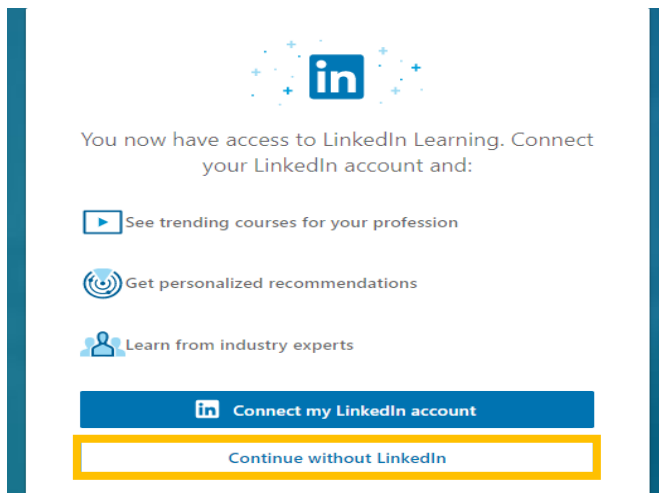 in
You now have access to LinkedIn Learning. Connect
your LinkedIn account and:
See trending courses for your profession
Get personalized recommendations
Learn from industry experts
in Connect my LinkedIn account
Continue without LinkedIn